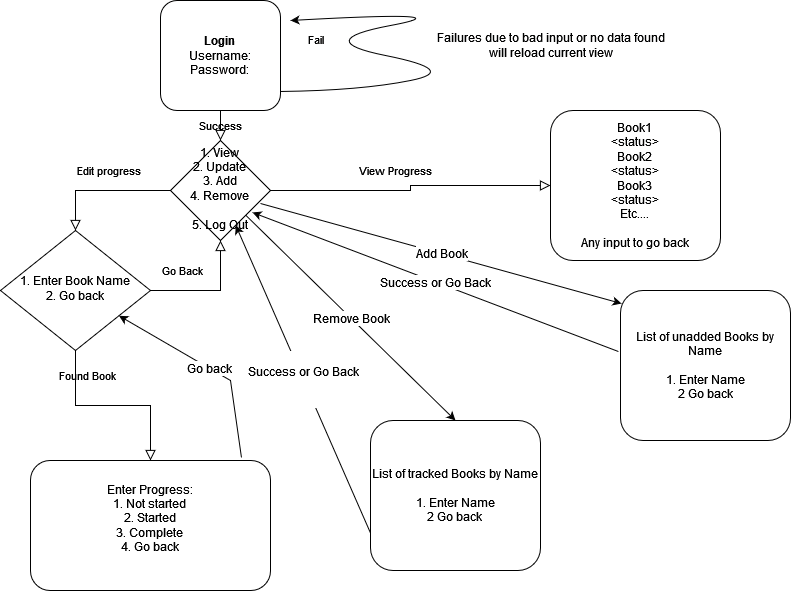 Login
Username:
Password:
Fail
Failures due to bad input or no data found
will reload current view
Success
1. View
2. Update
3. Add
4. Remove
5. Log Out
Edit progress
View Progress
Book1
<status>
Book2
<status>
Book3
<status>
Etc....
Any input to go back
1. Enter Book Name
2. Go back
Go Back
Add Book
Success or Go Back
Remove Book
List of unadded Books by
Name
1. Enter Name
2 Go back
Found Book
Go back
Success or Go Back
Enter Progress:
1. Not started
2. Started
3. Complete
4. Go back
List of tracked Books by Name
1. Enter Name
2 Go back